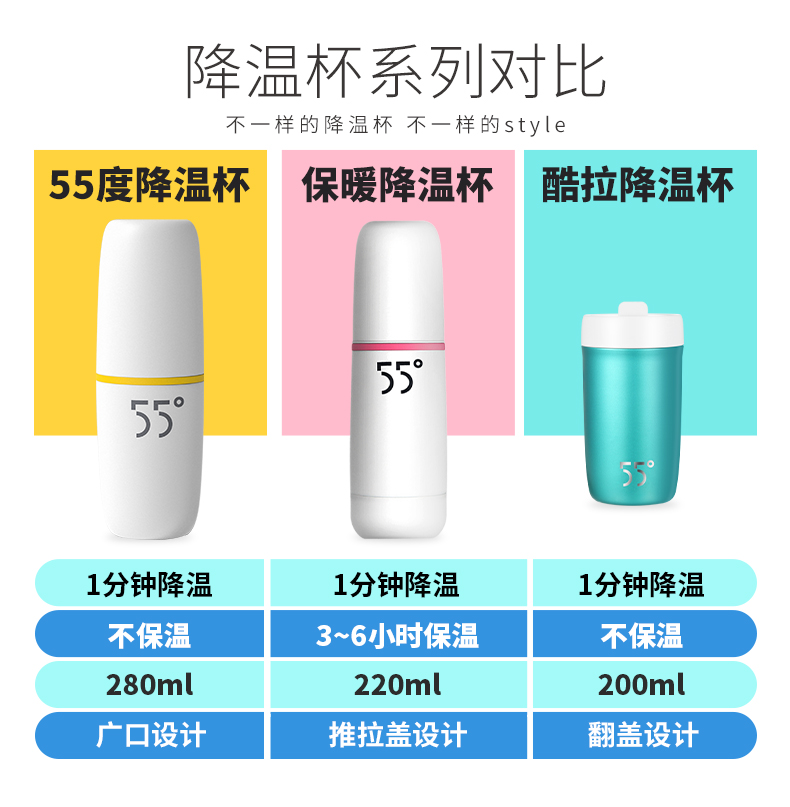 降温杯系列对比
不一样的降温杯 不一样的style
55度降温杯 保暖降温杯 酷拉降温杯
55° 55° 55°
1分钟降温 1分钟降温 1分钟降温
不保温 3~6小时保温 不保温
280ml 220ml 200ml
广口设计 推拉盖设计 翻盖设计